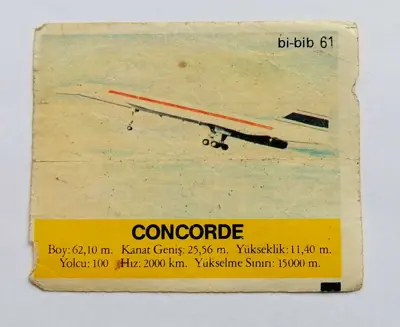 bi-bib 61
CONCORDE
Boy: 62,10 m. Kanat Geniş: 25,56 m. Yükseklik: 11,40 m.
Yolcu: 100 Hız: 2000 km. Yükselme Sınırı: 15000 m.